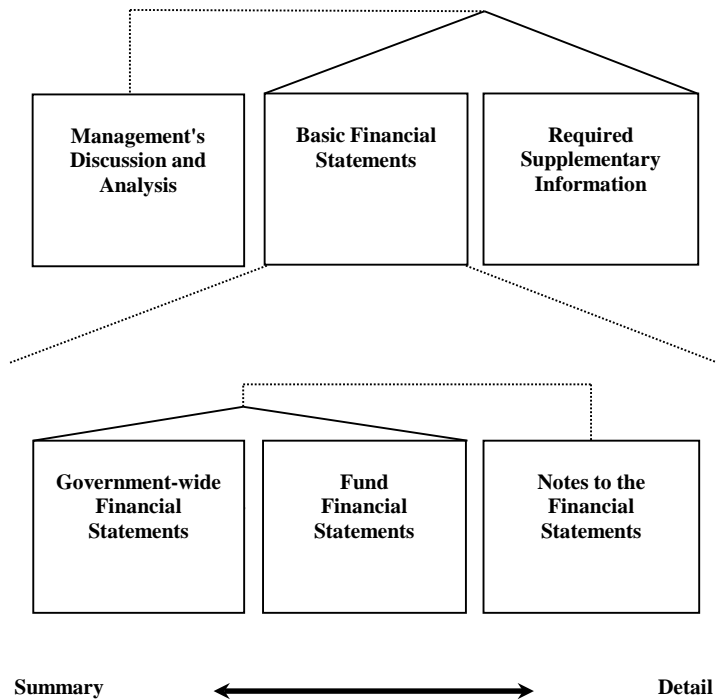 Management's
Discussion and
Analysis
Basic Financial
Statements
Required
Supplementary
Information
Government-wide
Financial
Statements
Fund
Financial
Statements
Notes to the
Financial
Statements
Summary
Detail